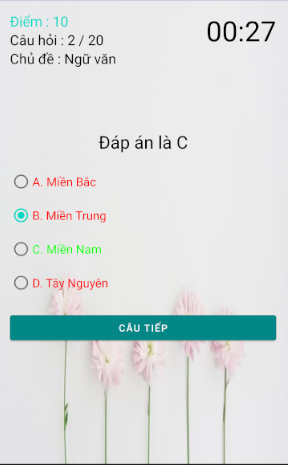 Điểm : 10
00:27
Câu hỏi : 2 / 20
Chủ đề : Ngữ văn
Đáp án là C
A. Miền Bắc
B. Miền Trung
C. Miền Nam
D. Tây Nguyên
CÂU TIẾP